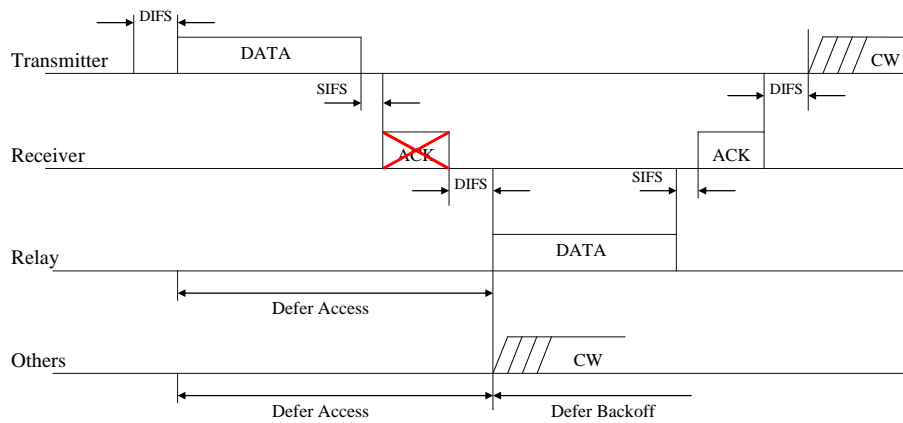 DIFS
DATA
Transmitter
CW
SIFS
DIFS
ACK
ACK
Receiver
DIFS
SIFS
DATA
Relay
Defer Access
CW
Others
Defer Access
Defer Backoff